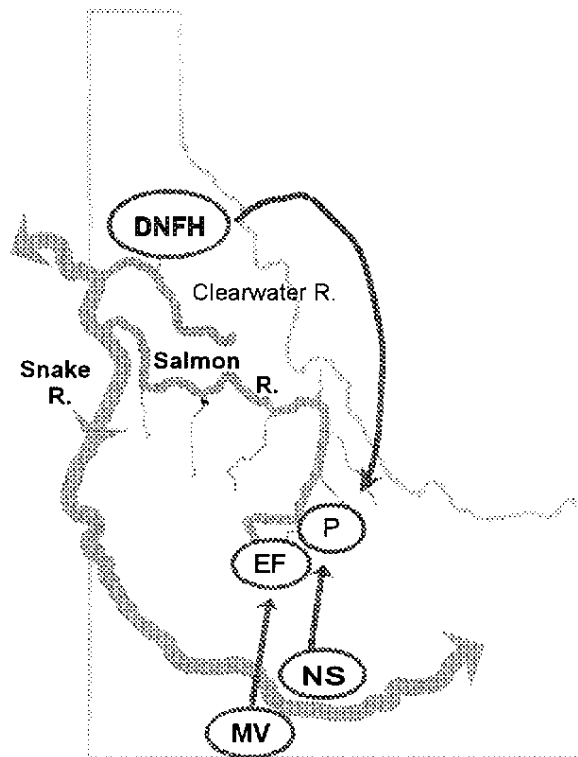 DNFH
Clearwater R.
Salmon
R.
Snake
R.
P
EF
NS
MV